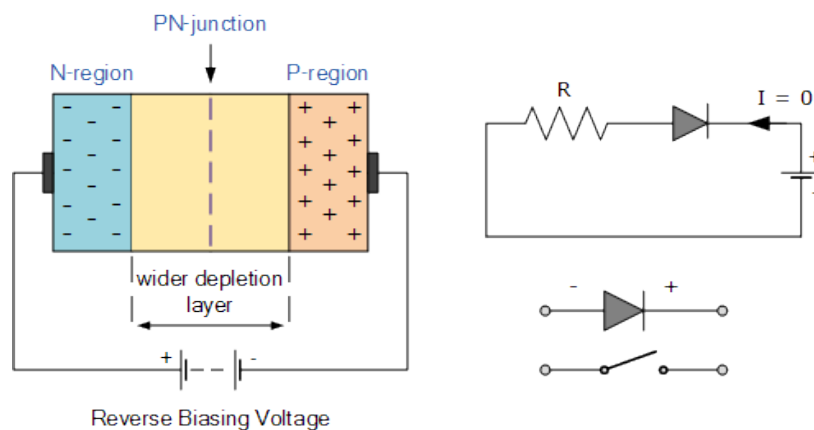 PN-junction
N-region
P-region
wider depletion
layer
+
-
Reverse Biasing Voltage
R
I = 0
+
-
-
+